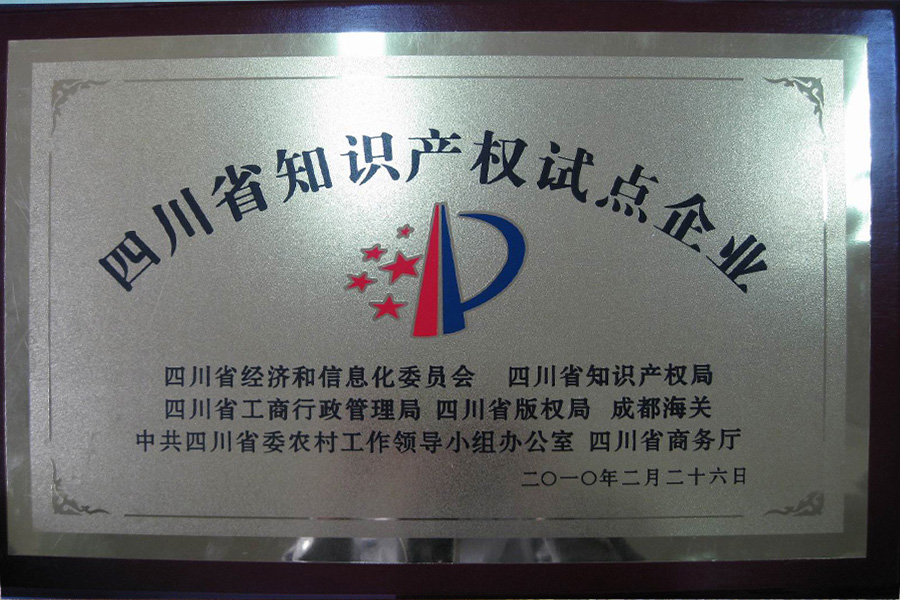 四川省知识产权试点企业
四川省经济和信息化委员会 四川省知识产权局
四川省工商行政管理局 四川省版权局 成都海关
中共四川省委农村工作领导小组办公室 四川省商务厅
二〇一〇年二月二十六日